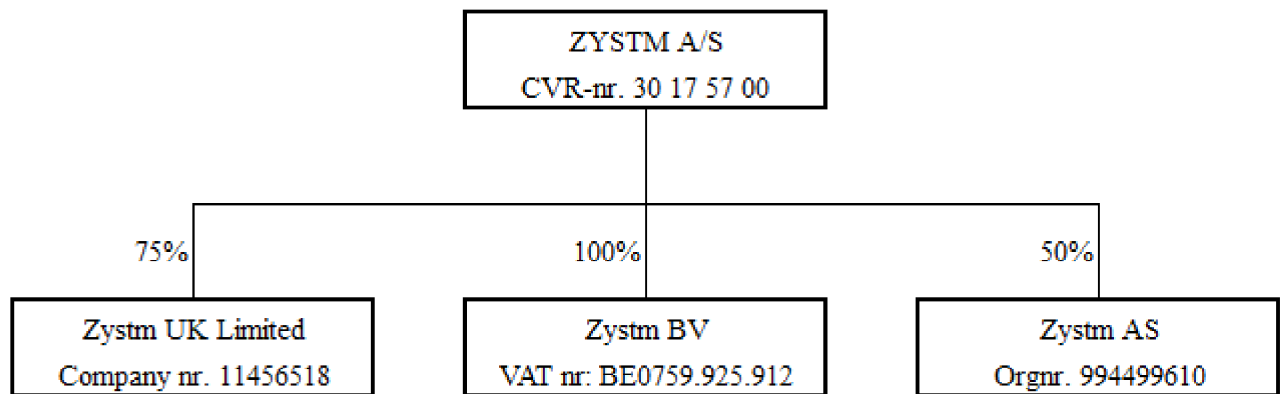 ZYSTM A/S
CVR-nr. 30 17 57 00
75%
100%
50%
Zystm UK Limited
Company nr. 11456518
Zystm BV
VAT nr: BE0759.925.912
Zystm AS
Orgnr. 994499610